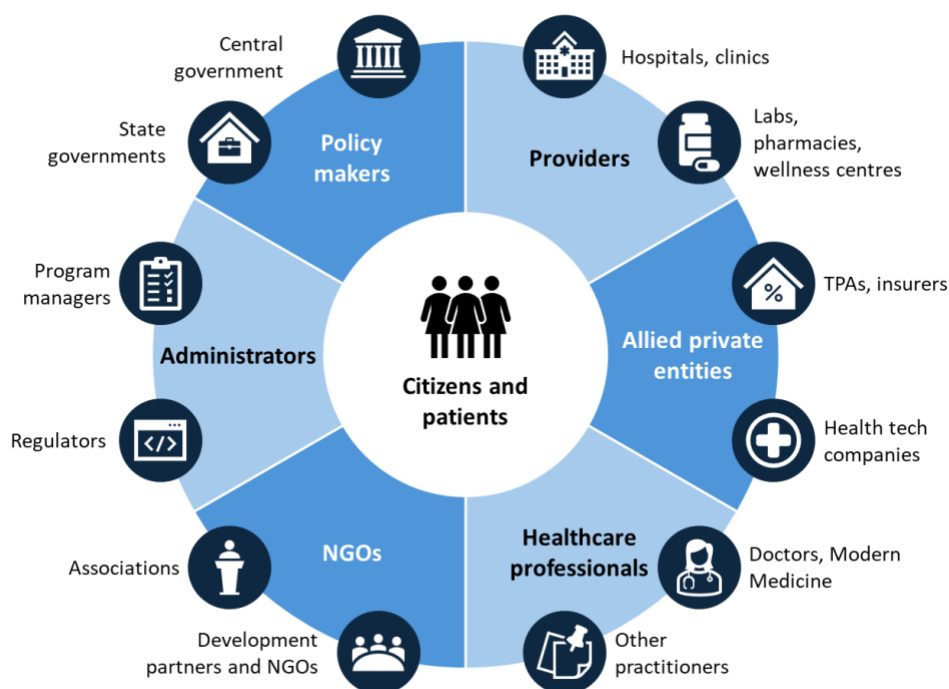 Central
government
Hospitals, clinics
State
governments
Policy
makers
Providers
Labs,
pharmacies,
wellness centres
Program
managers
TPAs, insurers
%
Administrators
Citizens and
patients
Allied private
entities
Regulators
</>
Health tech
companies
Associations
NGOs
Healthcare
professionals
Doctors, Modern
Medicine
Development
partners and NGOs
Other
practitioners